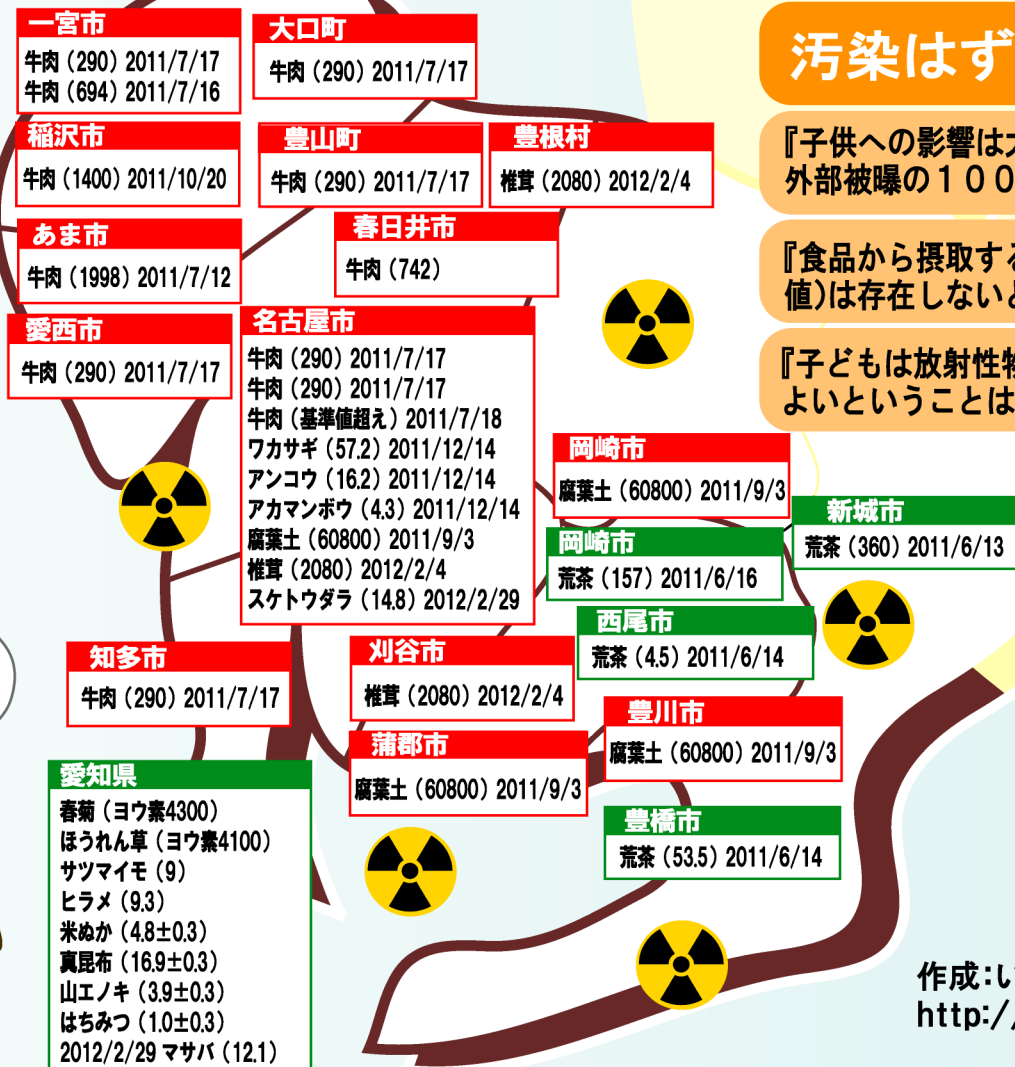 一宮市
牛肉（290）2011/7/17
牛肉（694）2011/7/16
大口町
牛肉（290）2011/7/17
稲沢市
牛肉（1400）2011/10/20
豊山町
牛肉（290）2011/7/17
豊根村
椎茸（2080）2012/2/4
あま市
牛肉（1998）2011/7/12
春日井市
牛肉（742）
愛西市
牛肉（290）2011/7/17
名古屋市
牛肉（290）2011/7/17
牛肉（290）2011/7/17
牛肉（基準値超え）2011/7/18
ワカサギ（57.2）2011/12/14
アンコウ（16.2）2011/12/14
アカマンボウ（4.3）2011/12/14
腐葉土（60800）2011/9/3
椎茸（2080）2012/2/4
スケトウダラ（14.8）2012/2/29
岡崎市
腐葉土（60800）2011/9/3
岡崎市
荒茶（157）2011/6/16
新城市
荒茶（360）2011/6/13
西尾市
荒茶（4.5）2011/6/14
知多市
牛肉（290）2011/7/17
刈谷市
椎茸（2080）2012/2/4
豊川市
腐葉土（60800）2011/9/3
蒲郡市
腐葉土（60800）2011/9/3
豊橋市
荒茶（53.5）2011/6/14
愛知県
春菊（ヨウ素4300）
ほうれん草（ヨウ素4100）
サツマイモ（9）
ヒラメ（9.3）
米ぬか（4.8±0.3）
真昆布（16.9±0.3）
山エノキ（3.9±0.3）
はちみつ（1.0±0.3）
2012/2/29 マサバ（12.1）
汚染はず
『子供への影響は
外部被曝の１００
『食品から摂取する
値)は存在しないと
『子どもは放射性物
よいということは
作成：い
http:/